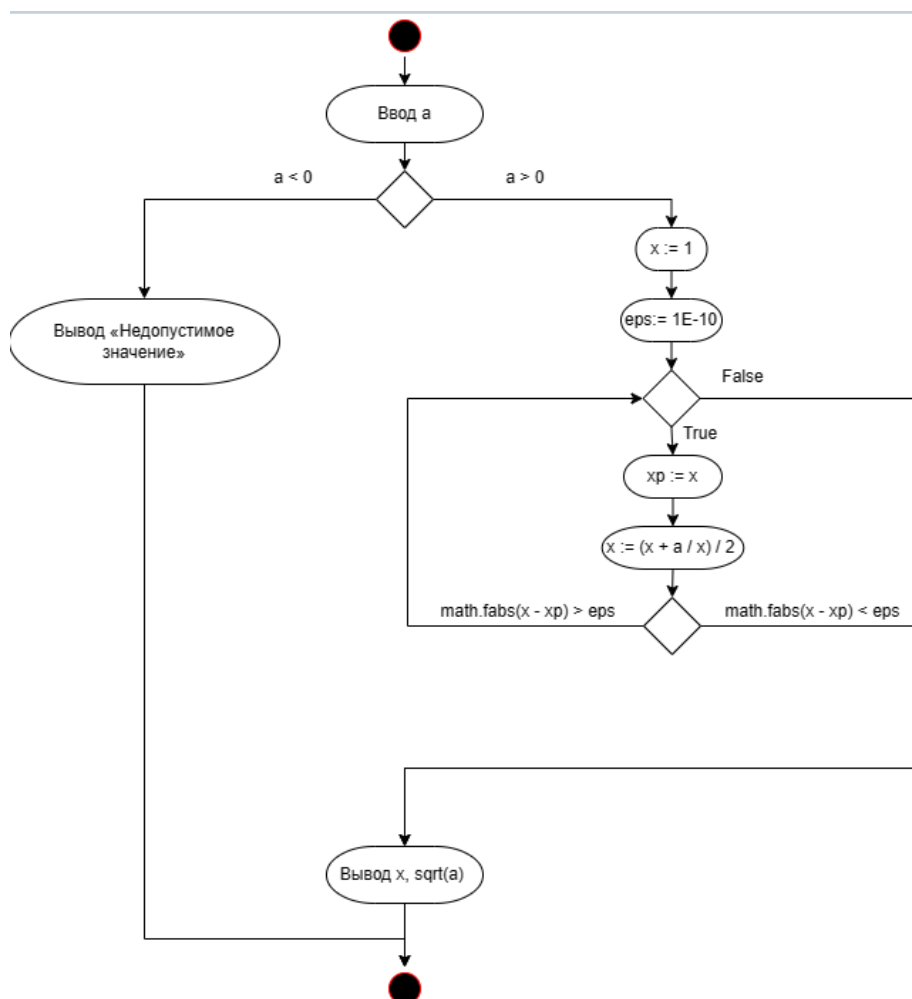 Ввод a
a < 0
a > 0
x := 1
eps:= 1E-10
Вывод «Недопустимое
значение»
False
True
xp := x
x := (x + a / x) / 2
math.fabs(x - xp) > eps
math.fabs(x - xp) < eps
Вывод x, sqrt(a)